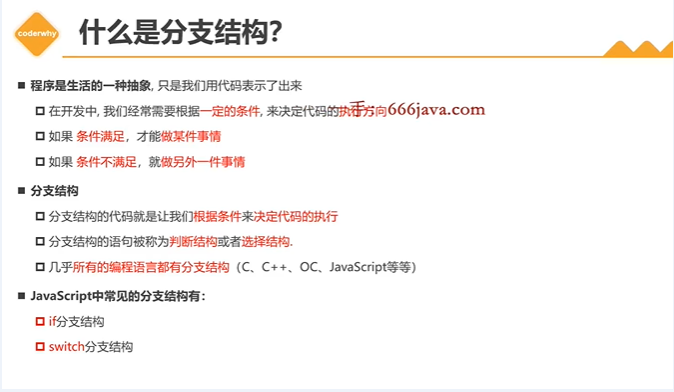 coderwhy
什么是分支结构?
程序是生活的一种抽象, 只是我们用代码表示了出来
在开发中, 我们经常需要根据一定的条件, 来决定代码的执行方向
666java.com
如果 条件满足，才能做某件事情
如果 条件不满足，就做另外一件事情
分支结构
分支结构的代码就是让我们根据条件来决定代码的执行
分支结构的语句被称为判断结构或者选择结构.
几乎所有的编程语言都有分支结构（C、C++、OC、JavaScript等等）
JavaScript中常见的分支结构有：
if分支结构
switch分支结构